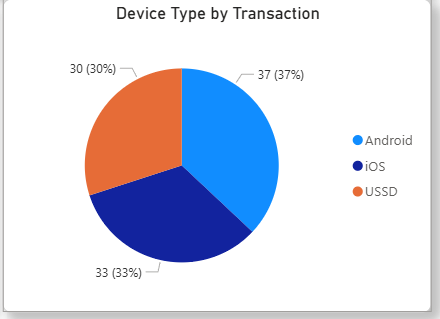 Device Type by Transaction
30 (30%)
37 (37%)
Android
iOS
USSD
33 (33%)